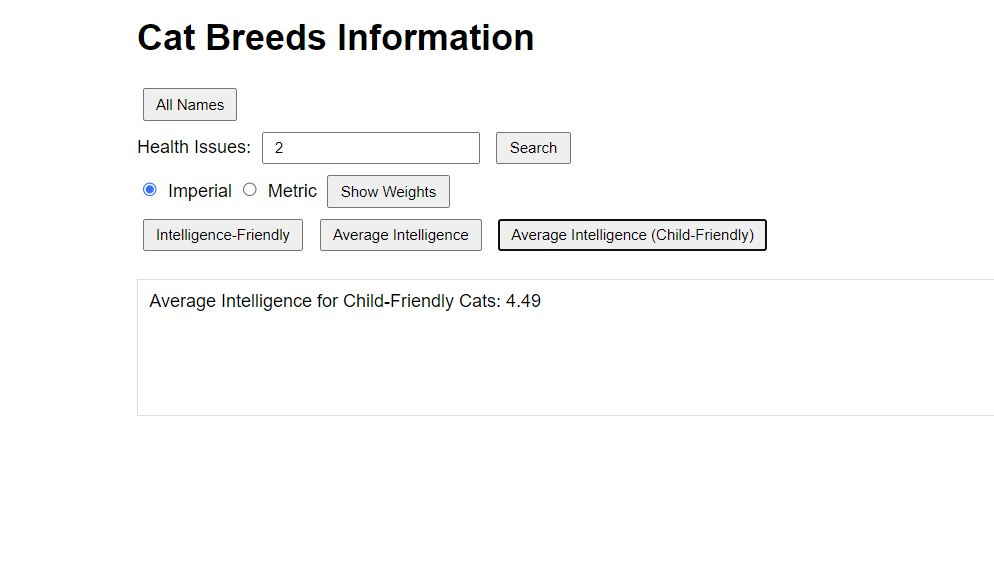 Cat Breeds Information
All Names
Health Issues: 2 Search
Imperial Metric Show Weights
Intelligence-Friendly Average Intelligence Average Intelligence (Child-Friendly)
Average Intelligence for Child-Friendly Cats: 4.49